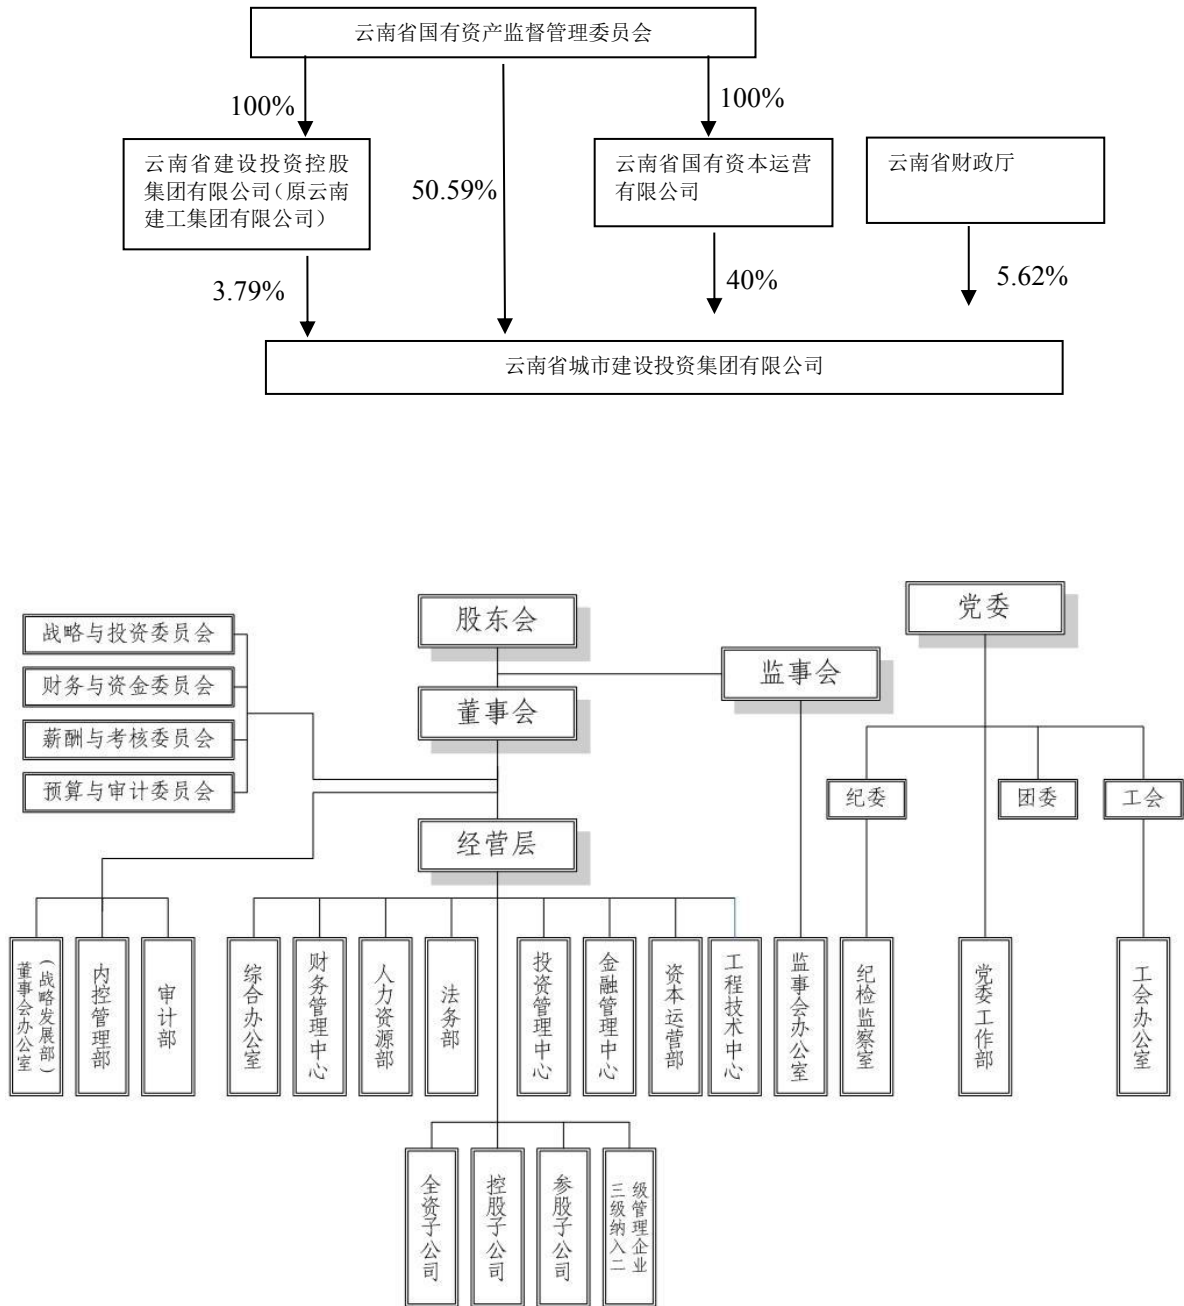 云南省国有资产监督管理委员会
100%
100%
云南省建设投资控股
集团有限公司（原云南
建工集团有限公司）
50.59%
云南省国有资本运营
有限公司
云南省财政厅
3.79%
40%
5.62%
云南省城市建设投资集团有限公司
股东会
党委
战略与投资委员会
监事会
财务与资金委员会
董事会
薪酬与考核委员会
预算与审计委员会
纪委
团委
工会
经营层
董事会办公室
（战略发展部）
内控管理部
审计部
综合办公室
财务管理中心
人力资源部
法务部
投资管理中心
金融管理中心
资本运营部
工程技术中心
监事会办公室
纪检监察室
党委工作部
工会办公室
全资子公司
控股子公司
参股子公司
三级纳入二
级管理企业